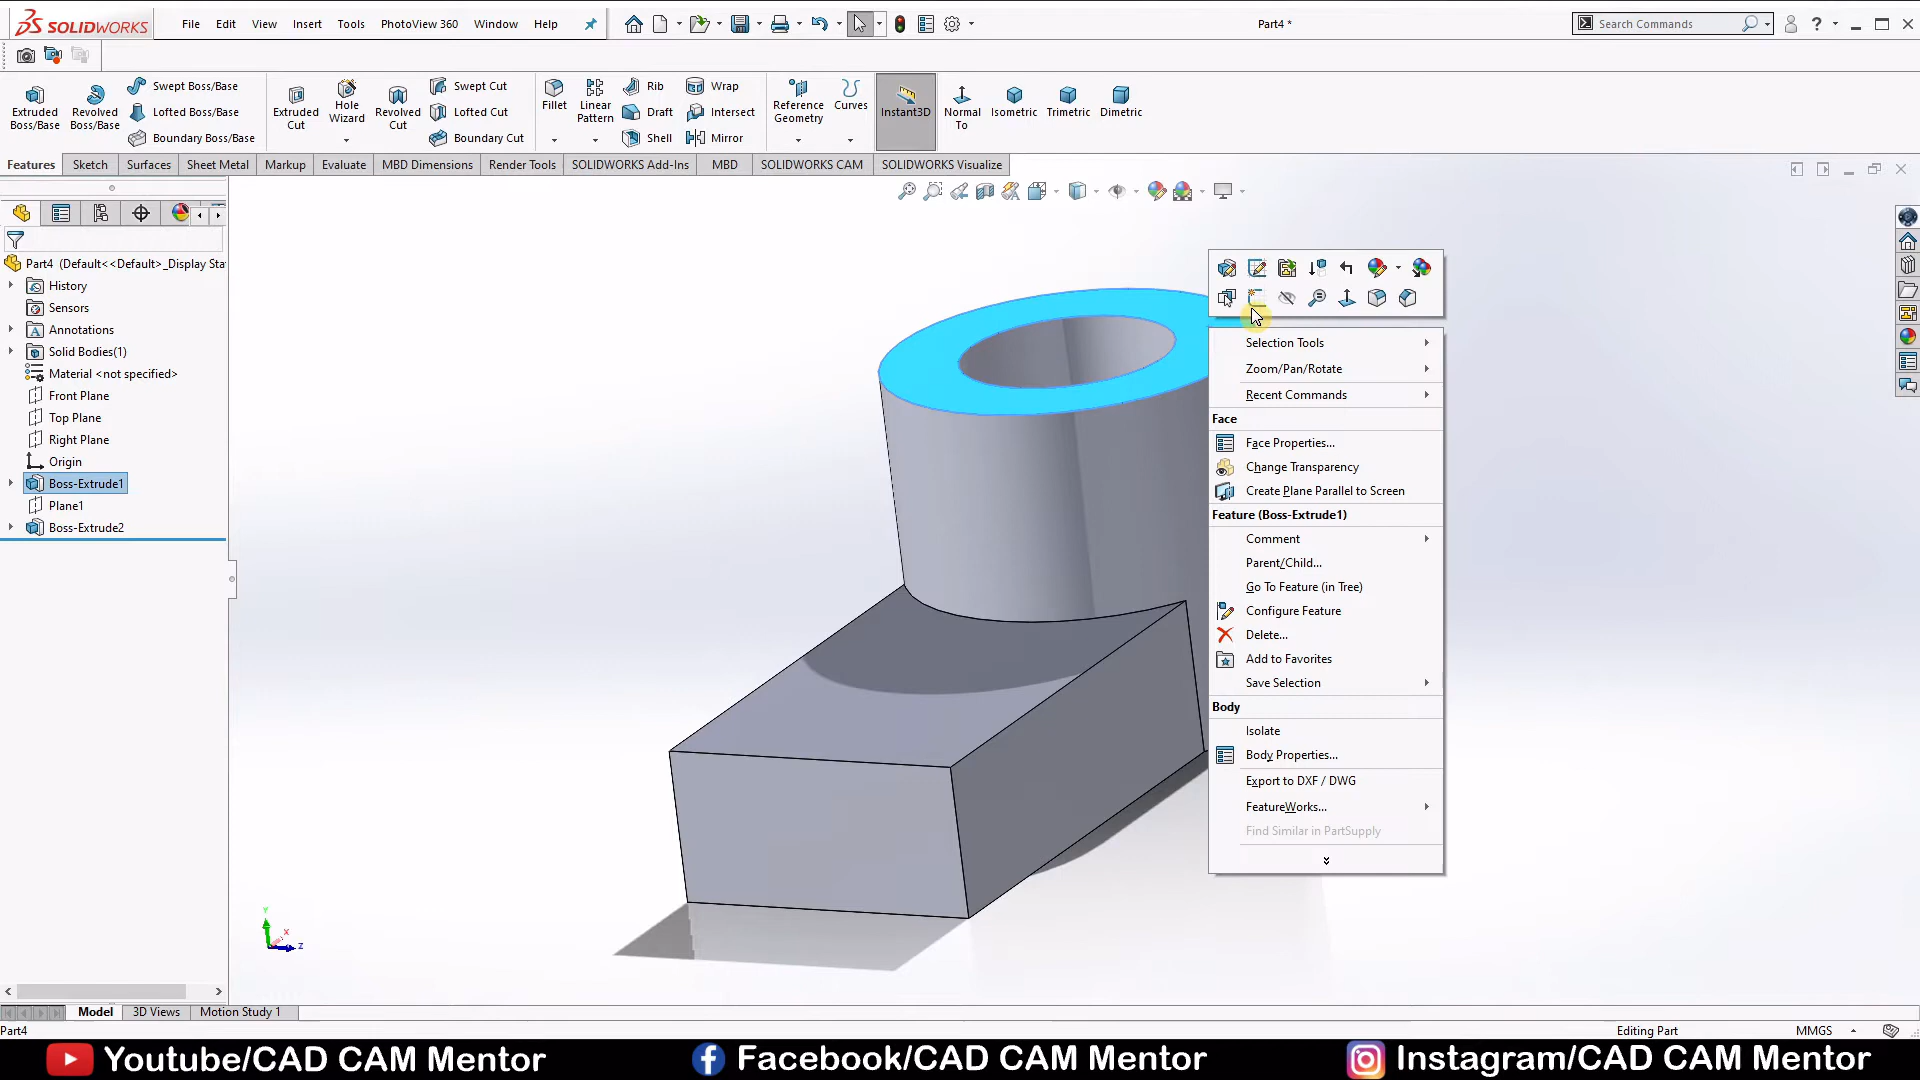 SOLIDWORKS
File Edit View Insert Tools PhotoView 360 Window Help
Part4 *
Search Commands
Extruded Boss/Base
Revolved Boss/Base
Swept Boss/Base
Lofted Boss/Base
Boundary Boss/Base
Extruded Cut
Hole Wizard
Revolved Cut
Swept Cut
Lofted Cut
Boundary Cut
Fillet
Linear Pattern
Rib
Draft
Shell
Wrap
Intersect
Mirror
Reference Geometry
Curves
Instant3D
Normal To
Isometric
Trimetric
Dimetric
Features Sketch Surfaces Sheet Metal Markup Evaluate MBD Dimensions Render Tools SOLIDWORKS Add-Ins MBD SOLIDWORKS CAM SOLIDWORKS Visualize
Part4 (Default<<Default>_Display Sta
History
Sensors
Annotations
Solid Bodies(1)
Material <not specified>
Front Plane
Top Plane
Right Plane
Origin
Boss-Extrude1
Plane1
Boss-Extrude2
Selection Tools
Zoom/Pan/Rotate
Recent Commands
Face
Face Properties...
Change Transparency
Create Plane Parallel to Screen
Feature (Boss-Extrude1)
Comment
Parent/Child...
Go To Feature (in Tree)
Configure Feature
Delete...
Add to Favorites
Save Selection
Body
Isolate
Body Properties...
Export to DXF / DWG
FeatureWorks...
Find Similar in PartSupply
Y
X
Z
Model 3D Views Motion Study 1
Part4
Editing Part
MMGS
Youtube/CAD CAM Mentor
Facebook/CAD CAM Mentor
Instagram/CAD CAM Mentor